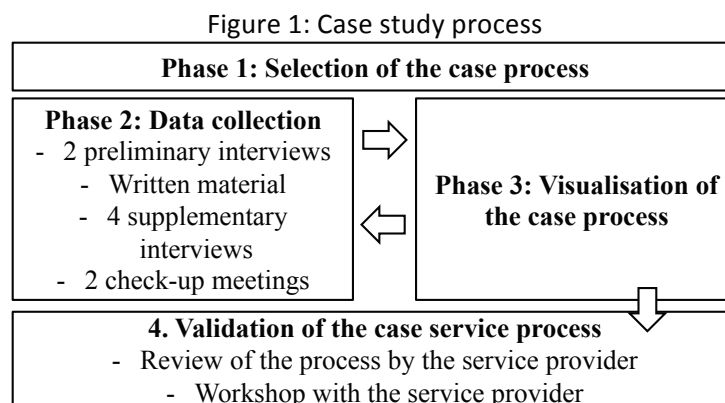 Figure 1: Case study process
Phase 1: Selection of the case process
Phase 2: Data collection
- 2 preliminary interviews
- Written material
- 4 supplementary
interviews
- 2 check-up meetings
Phase 3: Visualisation of
the case process
4. Validation of the case service process
- Review of the process by the service provider
- Workshop with the service provider